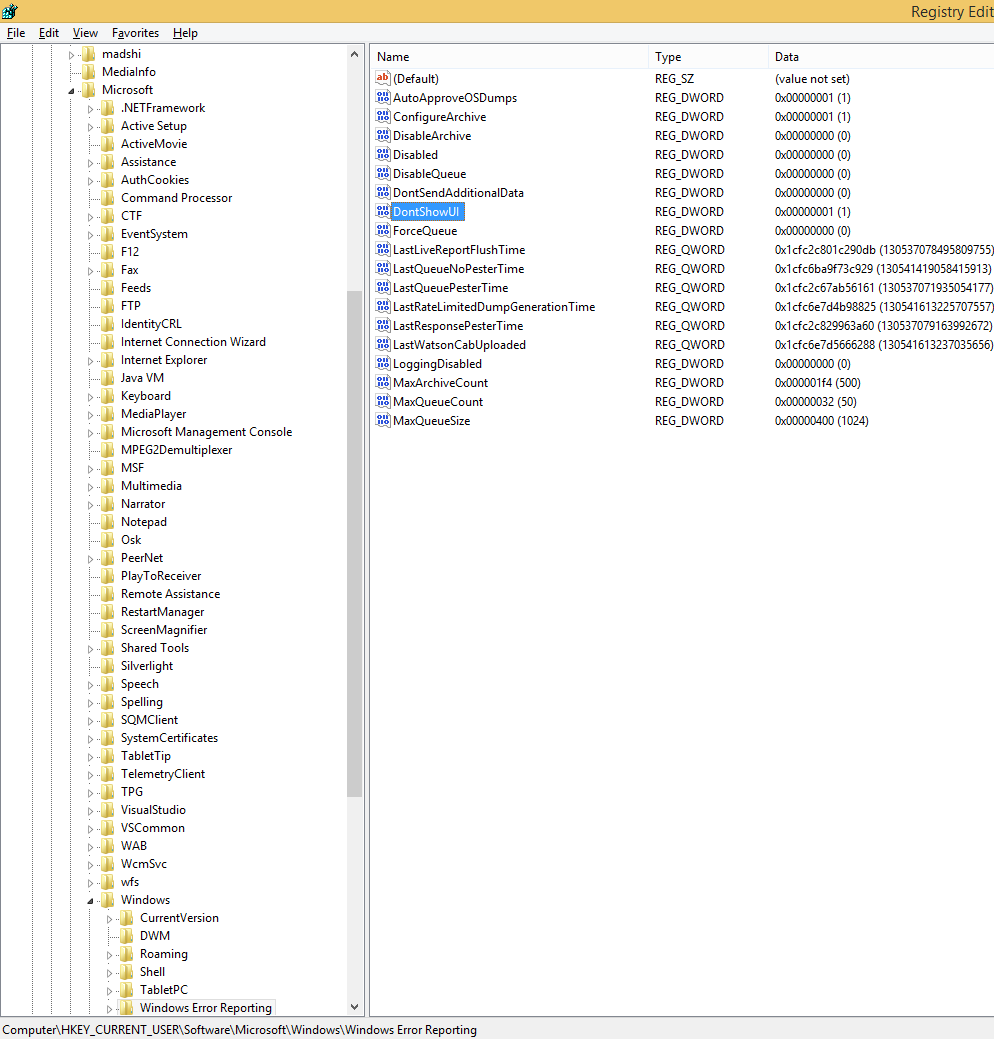 Registry Edit
File Edit View Favorites Help
madshi
MediaInfo
Microsoft
.NETFramework
Active Setup
ActiveMovie
Assistance
AuthCookies
Command Processor
CTF
EventSystem
F12
Fax
Feeds
FTP
IdentityCRL
Internet Connection Wizard
Internet Explorer
Java VM
Keyboard
MediaPlayer
Microsoft Management Console
MPEG2Demultiplexer
MSF
Multimedia
Narrator
Notepad
Osk
PeerNet
PlayToReceiver
Remote Assistance
RestartManager
ScreenMagnifier
Shared Tools
Silverlight
Speech
Spelling
SQMClient
SystemCertificates
TabletTip
TelemetryClient
TPG
VisualStudio
VSCommon
WAB
WcmSvc
wfs
Windows
CurrentVersion
DWM
Roaming
Shell
TabletPC
Windows Error Reporting
Name Type Data
ab (Default) REG_SZ (value not set)
AutoApproveOSDumps REG_DWORD 0x00000001 (1)
ConfigureArchive REG_DWORD 0x00000001 (1)
DisableArchive REG_DWORD 0x00000000 (0)
Disabled REG_DWORD 0x00000000 (0)
DisableQueue REG_DWORD 0x00000000 (0)
DontSendAdditionalData REG_DWORD 0x00000000 (0)
DontShowUI REG_DWORD 0x00000001 (1)
ForceQueue REG_DWORD 0x00000000 (0)
LastLiveReportFlushTime REG_QWORD 0x1cfc2c801c290db (130537078495809755)
LastQueueNoPesterTime REG_QWORD 0x1cfc6ba9f73c929 (130541419058415913)
LastQueuePesterTime REG_QWORD 0x1cfc2c67ab56161 (130537071935054177)
LastRateLimitedDumpGenerationTime REG_QWORD 0x1cfc6e7d4b98825 (130541613225707557)
LastResponsePesterTime REG_QWORD 0x1cfc2c829963a60 (130537079163992672)
LastWatsonCabUploaded REG_QWORD 0x1cfc6e7d5666288 (130541613237035656)
LoggingDisabled REG_DWORD 0x00000000 (0)
MaxArchiveCount REG_DWORD 0x000001f4 (500)
MaxQueueCount REG_DWORD 0x00000032 (50)
MaxQueueSize REG_DWORD 0x00000400 (1024)
Computer\HKEY_CURRENT_USER\Software\Microsoft\Windows\Windows Error Reporting